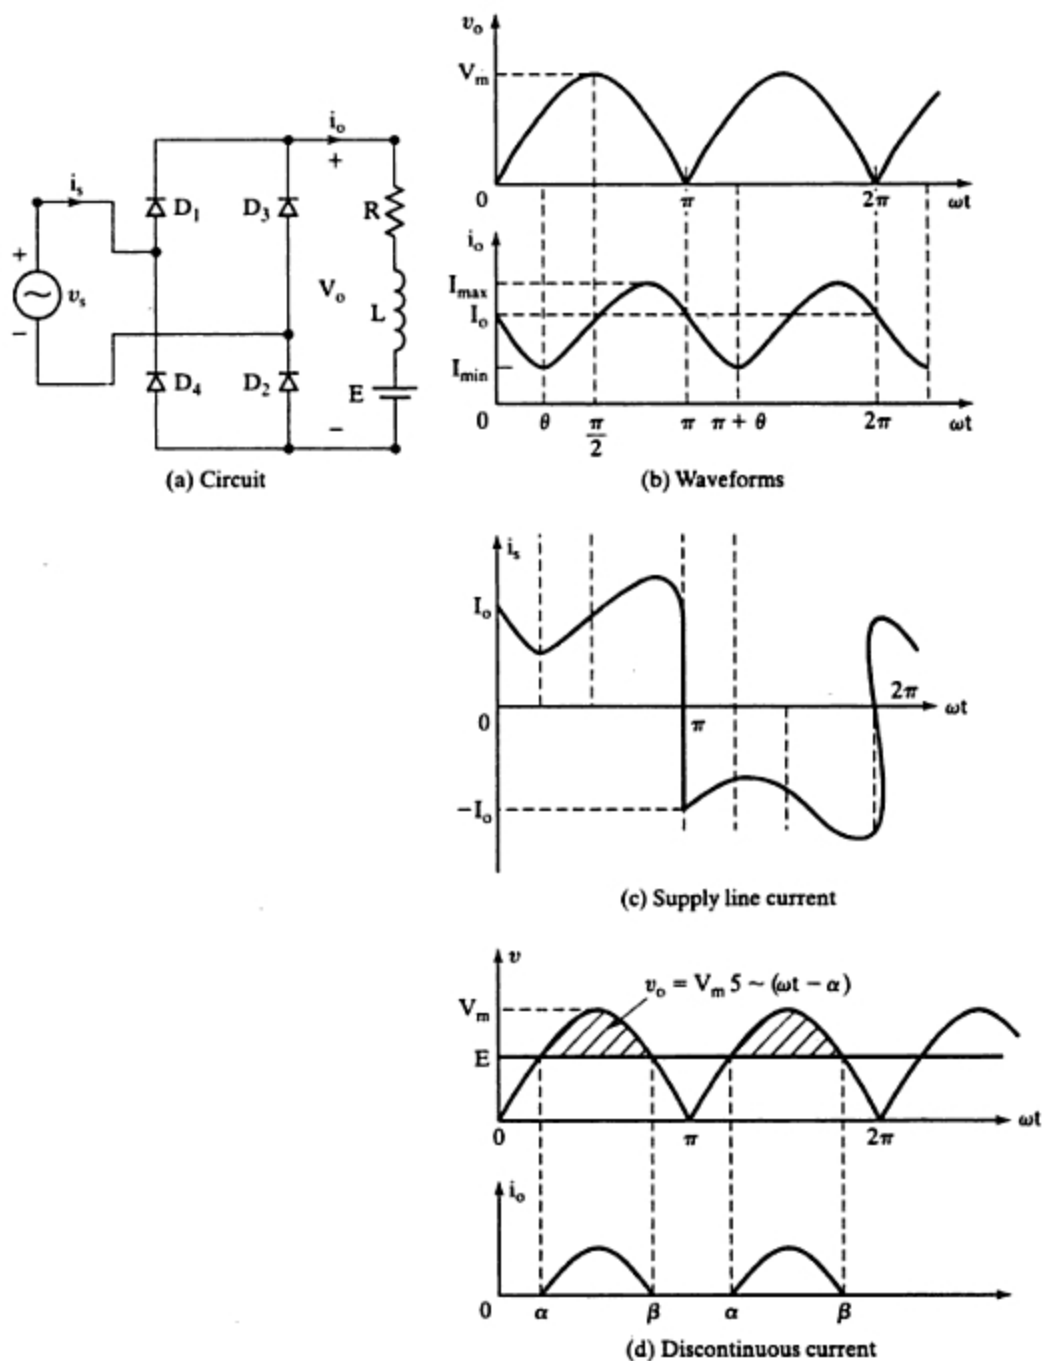 i_s
+
v_s
−
D_1
D_3
D_4
D_2
i_o
+
R
V_o
L
E
−
(a) Circuit
v_o
V_m
0
π
2π
ωt
i_o
I_max
I_o
I_min
0
θ
π/2
π
π + θ
2π
ωt
(b) Waveforms
i_s
I_o
0
π
2π
ωt
−I_o
(c) Supply line current
v
v_o = V_m 5 ~ (ωt − α)
V_m
E
0
π
2π
ωt
i_o
0
α
β
α
β
(d) Discontinuous current